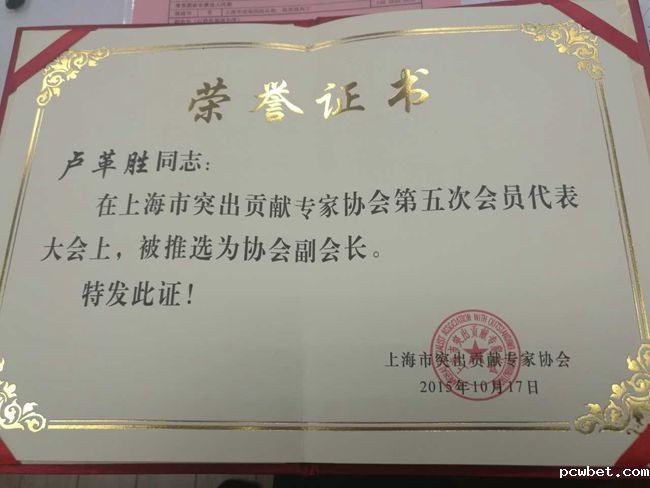 荣誉证书
卢革胜同志：
在上海市突出贡献专家协会第五次会员代表
大会上，被推选为协会副会长。
特发此证！
上海市突出贡献专家协会
2015年10月17日
pcwbet.com